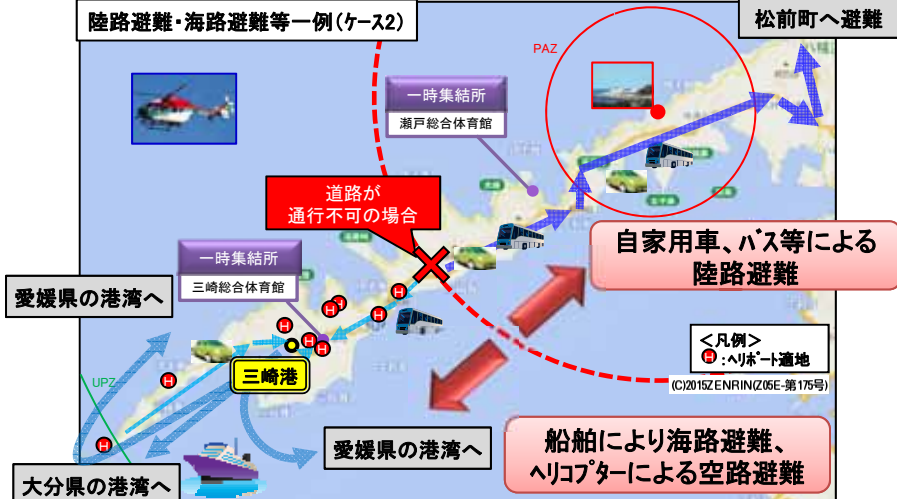 陸路避難・海路避難等一例(ケース2)
松前町へ避難
PAZ
一時集結所
瀬戸総合体育館
道路が
通行不可の場合
自家用車、バス等による
陸路避難
一時集結所
三崎総合体育館
愛媛県の港湾へ
<凡例>
H:ヘリポート適地
(C)2015ZENRIN(Z05E-第175号)
三崎港
UPZ
愛媛県の港湾へ
船舶により海路避難、
ヘリコプターによる空路避難
大分県の港湾へ
H
H
H
H
H
H
H
H
H